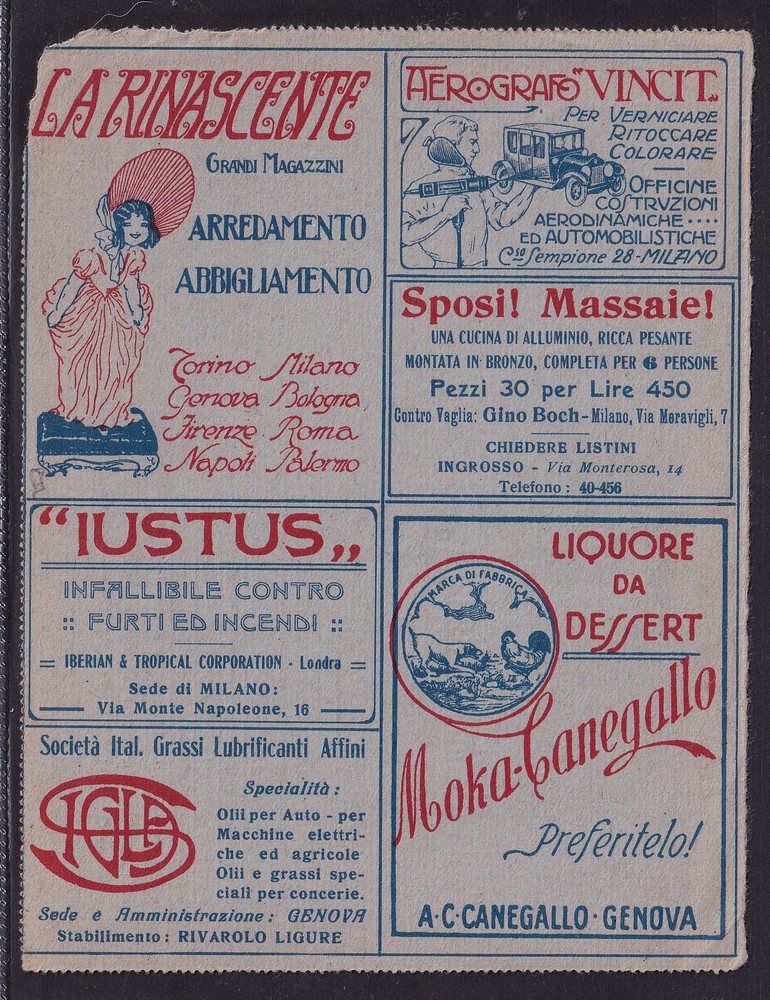 LA RINASCENTE
GRANDI MAGAZZINI
ARREDAMENTO
ABBIGLIAMENTO
Torino Milano
Genova Bologna
Firenze Roma
Napoli Palermo
AEROGRAFO "VINCIT„
PER VERNICIARE
RITOCCARE
COLORARE
OFFICINE
COSTRUZIONI
AERODINAMICHE ····
ED AUTOMOBILISTICHE
Cso Sempione 28-MILANO
Sposi! Massaie!
UNA CUCINA DI ALLUMINIO, RICCA PESANTE
MONTATA IN BRONZO, COMPLETA PER 6 PERSONE
Pezzi 30 per Lire 450
Contro Vaglia: Gino Boch - Milano, Via Meravigli, 7
CHIEDERE LISTINI
INGROSSO - Via Monterosa, 14
Telefono : 40-456
"IUSTUS„
INFALLIBILE CONTRO
:: FURTI ED INCENDI ::
IBERIAN & TROPICAL CORPORATION - Londra
Sede di MILANO:
Via Monte Napoleone, 16
Società Ital. Grassi Lubrificanti Affini
SIGLA
Specialità :
Olii per Auto - per
Macchine elettri-
che ed agricole
Olii e grassi spe-
ciali per concerie.
Sede e Amministrazione : GENOVA
Stabilimento : RIVAROLO LIGURE
LIQUORE
DA
DESSERT
MARCA DI FABBRICA
Moka-Canegallo
Preferitelo!
A·C·CANEGALLO·GENOVA